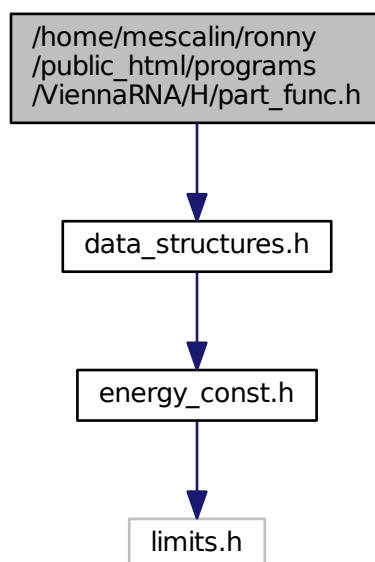 /home/mescalin/ronny
/public_html/programs
/ViennaRNA/H/part_func.h
data_structures.h
energy_const.h
limits.h